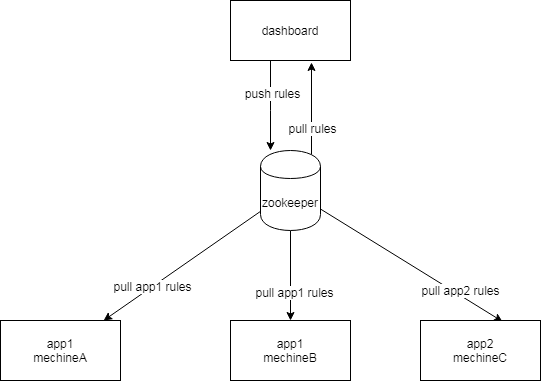 dashboard
push rules
pull rules
zookeeper
pull app1 rules
pull app1 rules
pull app2 rules
app1
mechineA
app1
mechineB
app2
mechineC